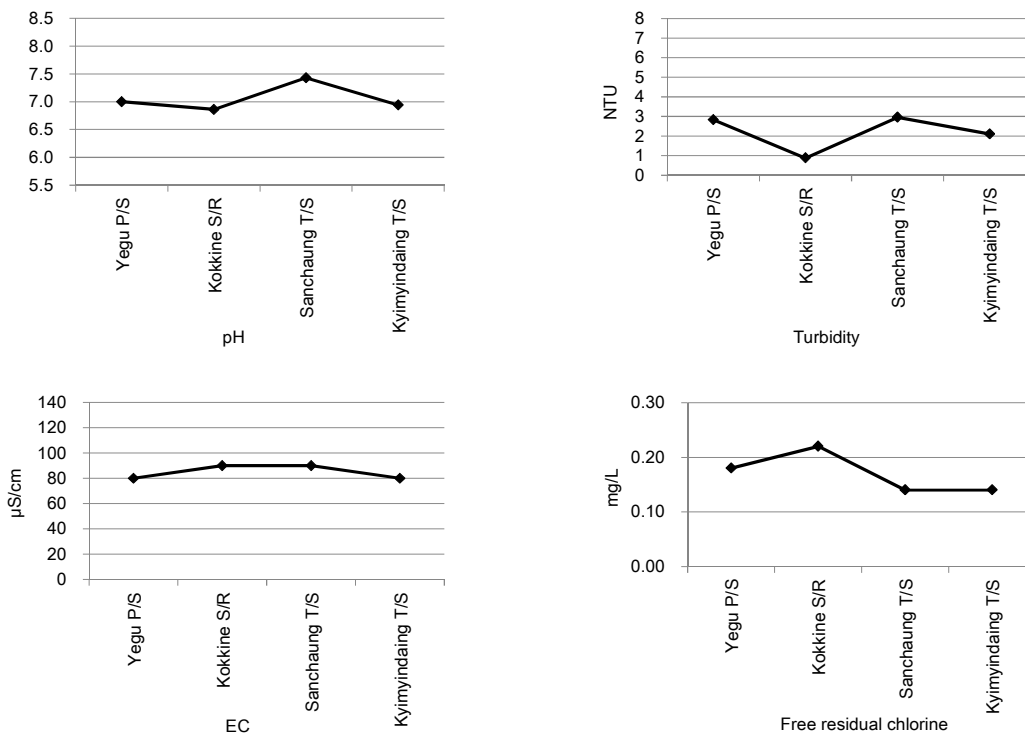 8.5
8.0
7.5
7.0
6.5
6.0
5.5
Yegu P/S
Kokkine S/R
Sanchaung T/S
Kyimyindaing T/S
pH
NTU
8
7
6
5
4
3
2
1
0
Yegu P/S
Kokkine S/R
Sanchaung T/S
Kyimyindaing T/S
Turbidity
µS/cm
140
120
100
80
60
40
20
0
Yegu P/S
Kokkine S/R
Sanchaung T/S
Kyimyindaing T/S
EC
mg/L
0.30
0.20
0.10
0.00
Yegu P/S
Kokkine S/R
Sanchaung T/S
Kyimyindaing T/S
Free residual chlorine